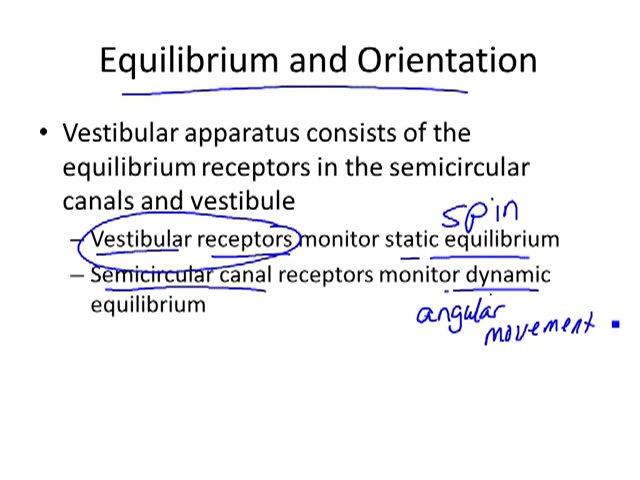 Equilibrium and Orientation
• Vestibular apparatus consists of the
equilibrium receptors in the semicircular
canals and vestibule
spin
– Vestibular receptors monitor static equilibrium
– Semicircular canal receptors monitor dynamic
equilibrium
angular
movement